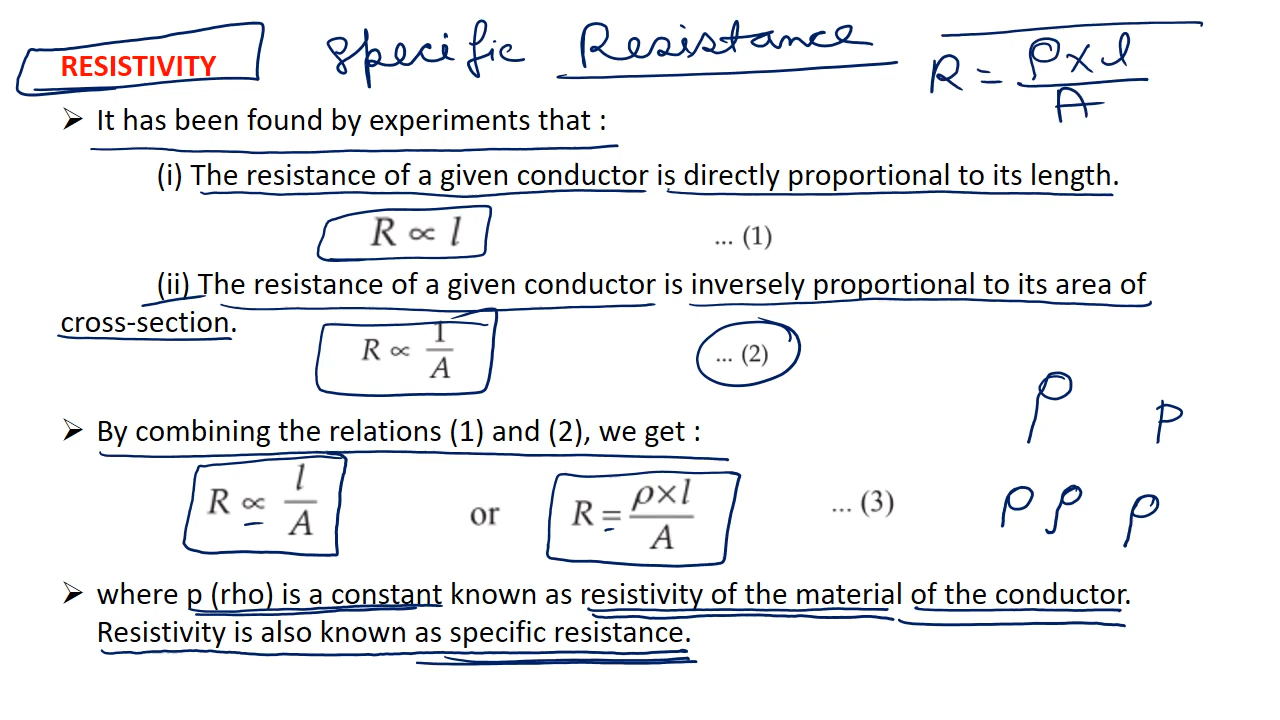 RESISTIVITY Specific Resistance
R = ρ×l / A
➢ It has been found by experiments that :
(i) The resistance of a given conductor is directly proportional to its length.
R ∝ l ... (1)
(ii) The resistance of a given conductor is inversely proportional to its area of
cross-section.
R ∝ 1/A ... (2)
➢ By combining the relations (1) and (2), we get :
R ∝ l/A or R = ρ×l / A ... (3)
ρ p
ρ ρ ρ
➢ where p (rho) is a constant known as resistivity of the material of the conductor.
Resistivity is also known as specific resistance.